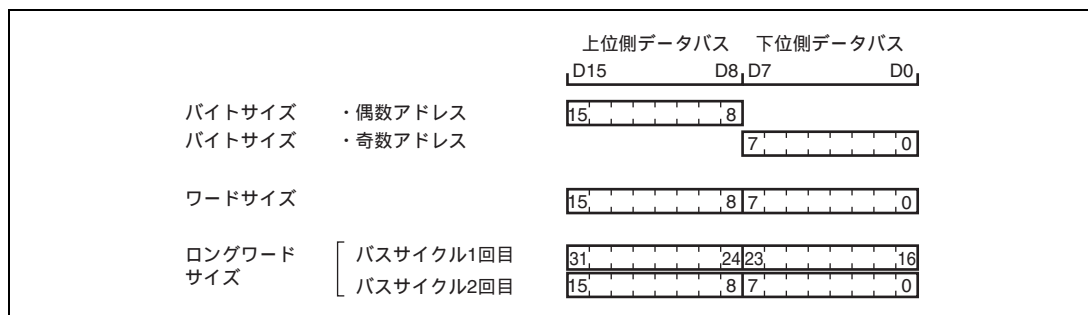 上位側データバス 下位側データバス
D15 D8 D7 D0
バイトサイズ ・偶数アドレス 15 8
バイトサイズ ・奇数アドレス 7 0
ワードサイズ 15 8 7 0
ロングワード バスサイクル1回目 31 24 23 16
サイズ バスサイクル2回目 15 8 7 0